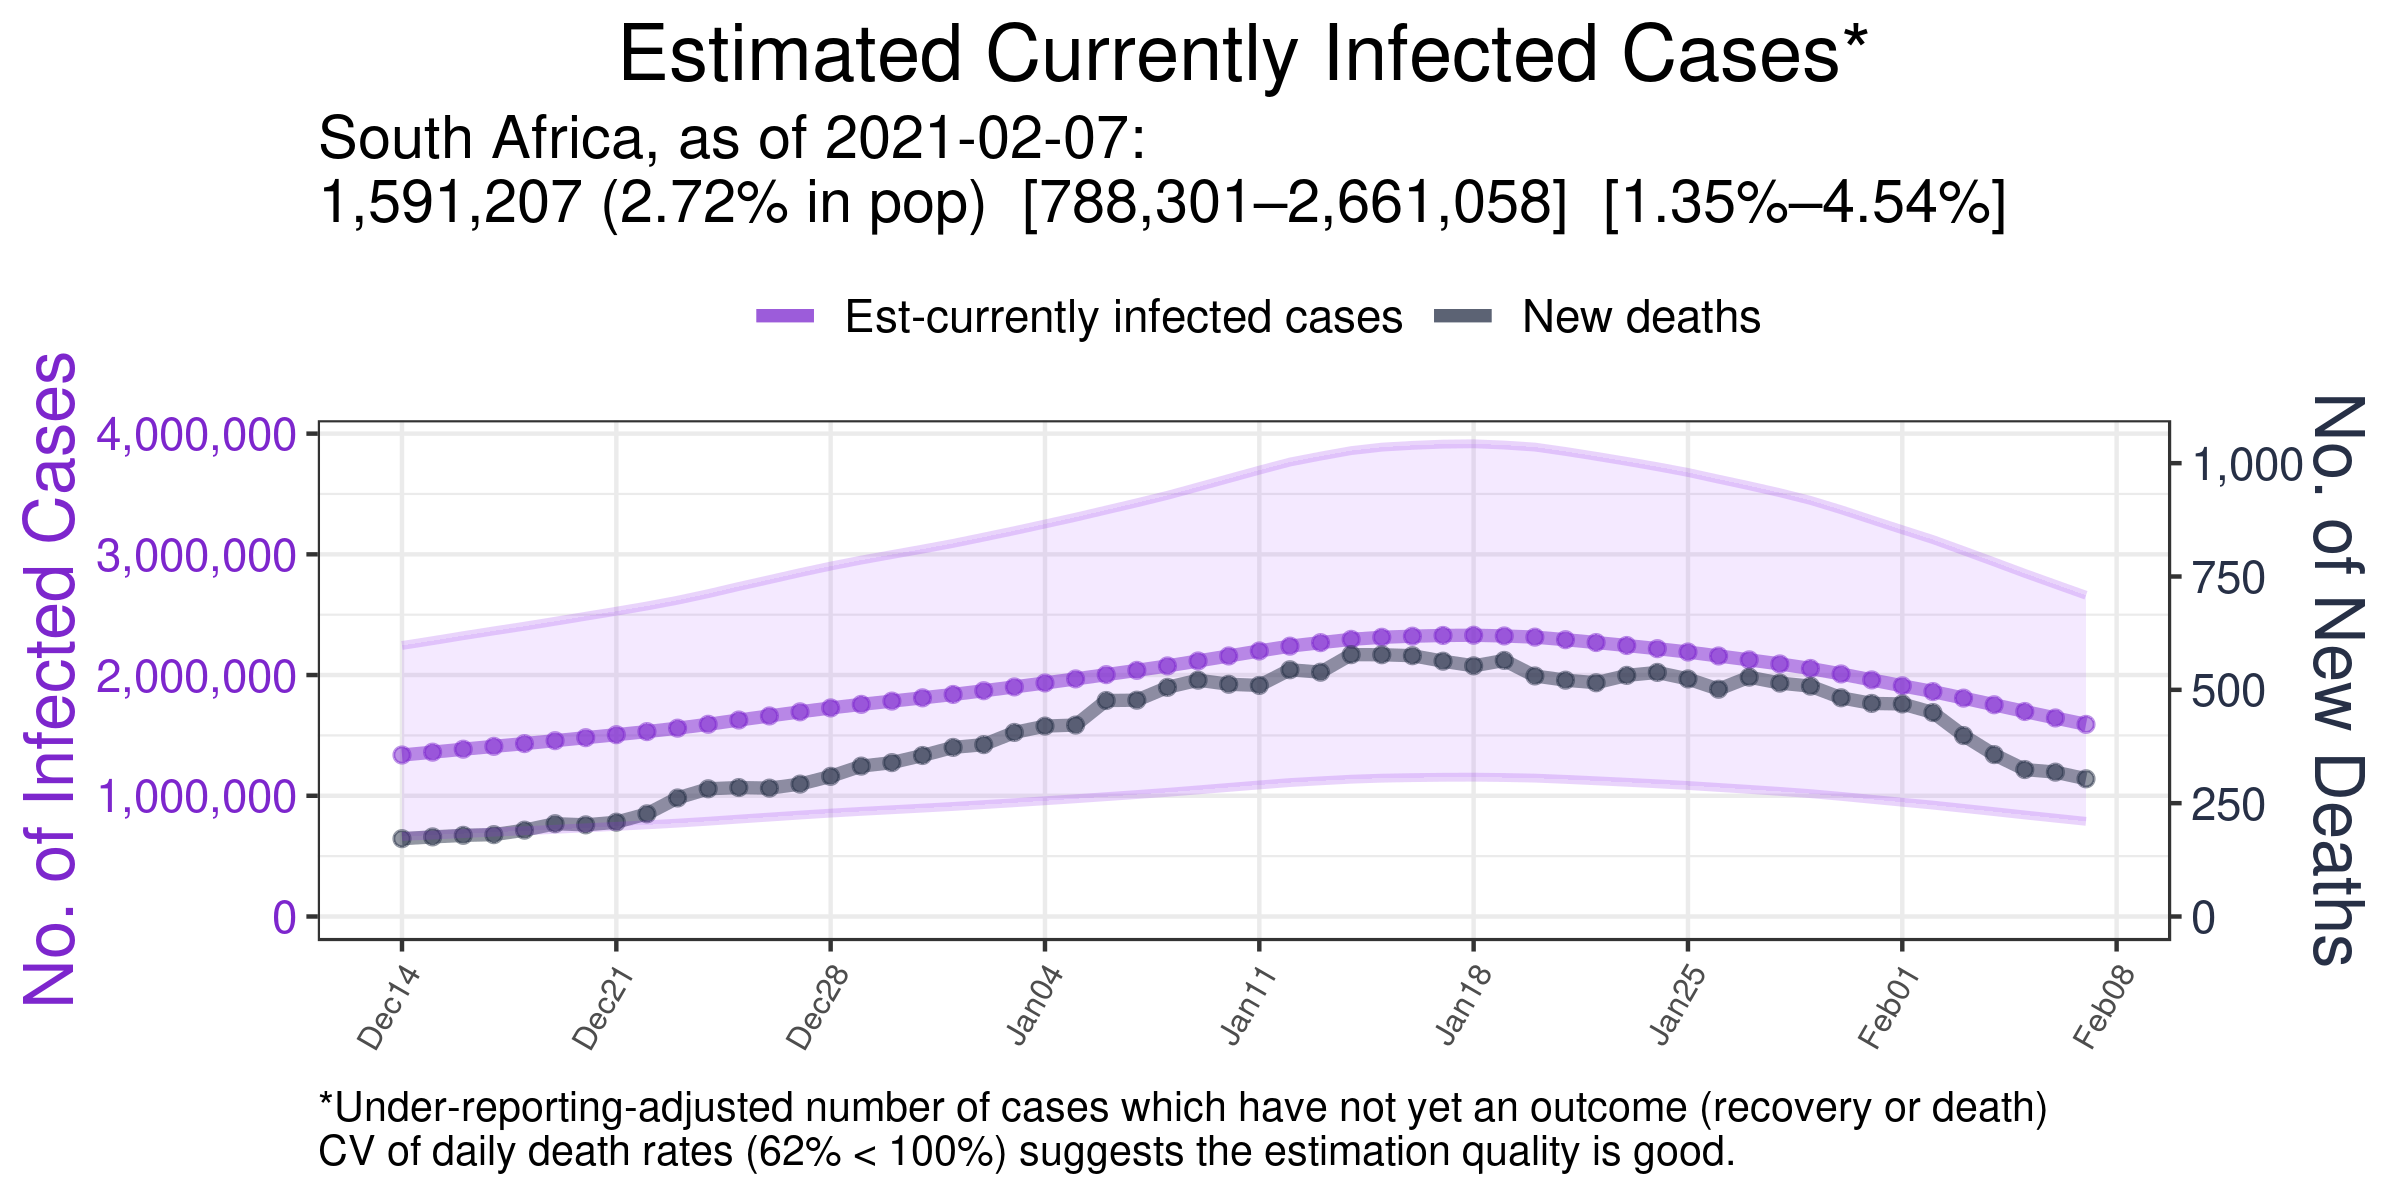 Estimated Currently Infected Cases*
South Africa, as of 2021-02-07:
1,591,207 (2.72% in pop)  [788,301–2,661,058]  [1.35%–4.54%]
Est-currently infected cases
New deaths
No. of Infected Cases
4,000,000
3,000,000
2,000,000
1,000,000
0
No. of New Deaths
1,000
750
500
250
0
Dec14
Dec21
Dec28
Jan04
Jan11
Jan18
Jan25
Feb01
Feb08
*Under-reporting-adjusted number of cases which have not yet an outcome (recovery or death)
CV of daily death rates (62% < 100%) suggests the estimation quality is good.